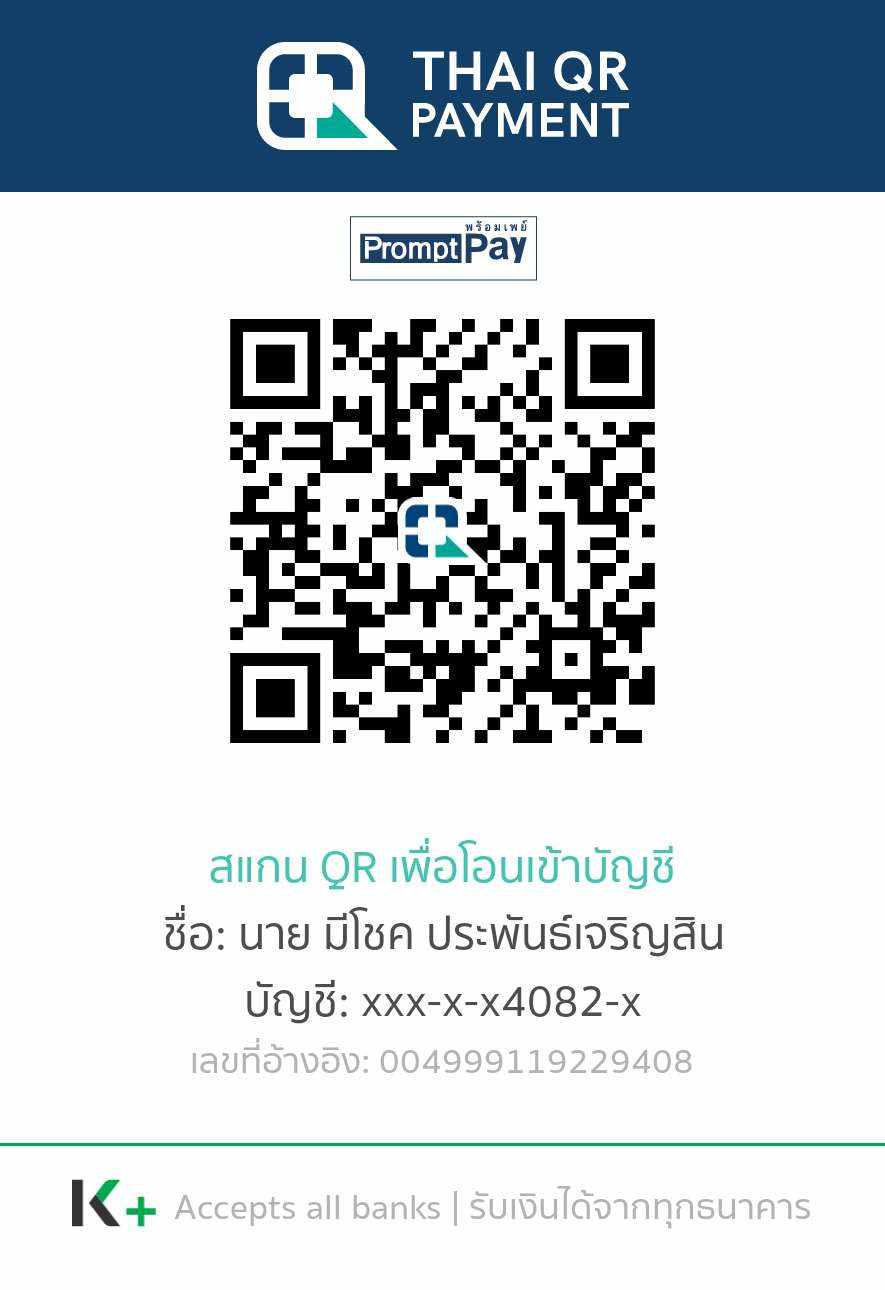 THAI QR
PAYMENT
พร้อมเพย์
PromptPay
สแกน QR เพื่อโอนเข้าบัญชี
ชื่อ: นาย มีโชค ประพันธ์เจริญสิน
บัญชี: xxx-x-x4082-x
เลขที่อ้างอิง: 004999119229408
K+ Accepts all banks | รับเงินได้จากทุกธนาคาร